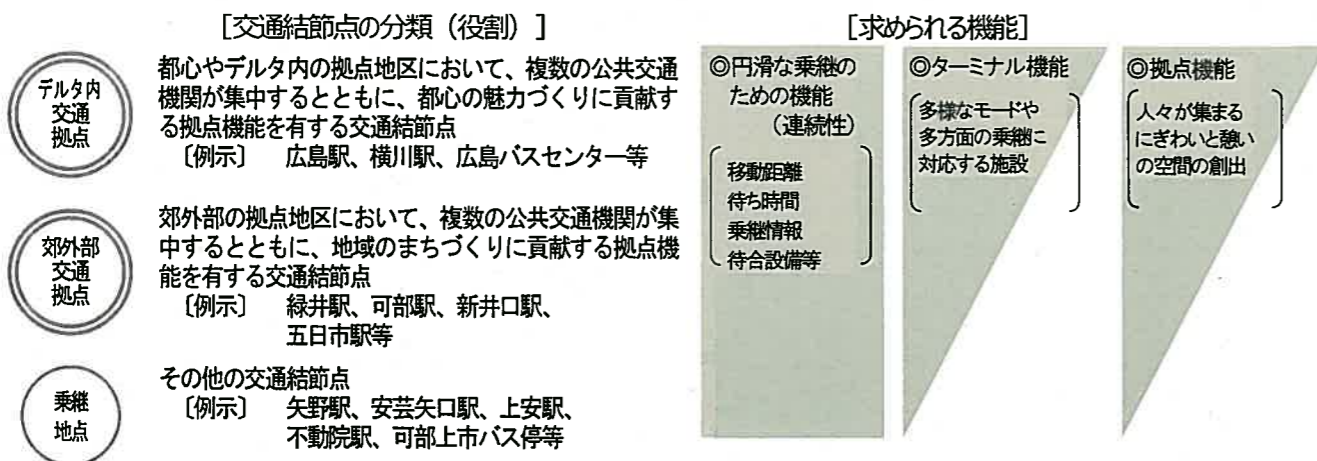 [交通結節点の分類（役割）]
デルタ内
交通
拠点
都心やデルタ内の拠点地区において、複数の公共交通
機関が集中するとともに、都心の魅力づくりに貢献す
る拠点機能を有する交通結節点
〔例示〕 広島駅、横川駅、広島バスセンター等
郊外部
交通
拠点
郊外部の拠点地区において、複数の公共交通機関が集
中するとともに、地域のまちづくりに貢献する拠点機
能を有する交通結節点
〔例示〕 緑井駅、可部駅、新井口駅、
五日市駅等
乗継
地点
その他の交通結節点
〔例示〕 矢野駅、安芸矢口駅、上安駅、
不動院駅、可部上市バス停等
[求められる機能]
◎円滑な乗継の
ための機能
（連続性）
移動距離
待ち時間
乗継情報
待合設備等
◎ターミナル機能
多様なモードや
多方面の乗継に
対応する施設
◎拠点機能
人々が集まる
にぎわいと憩い
の空間の創出